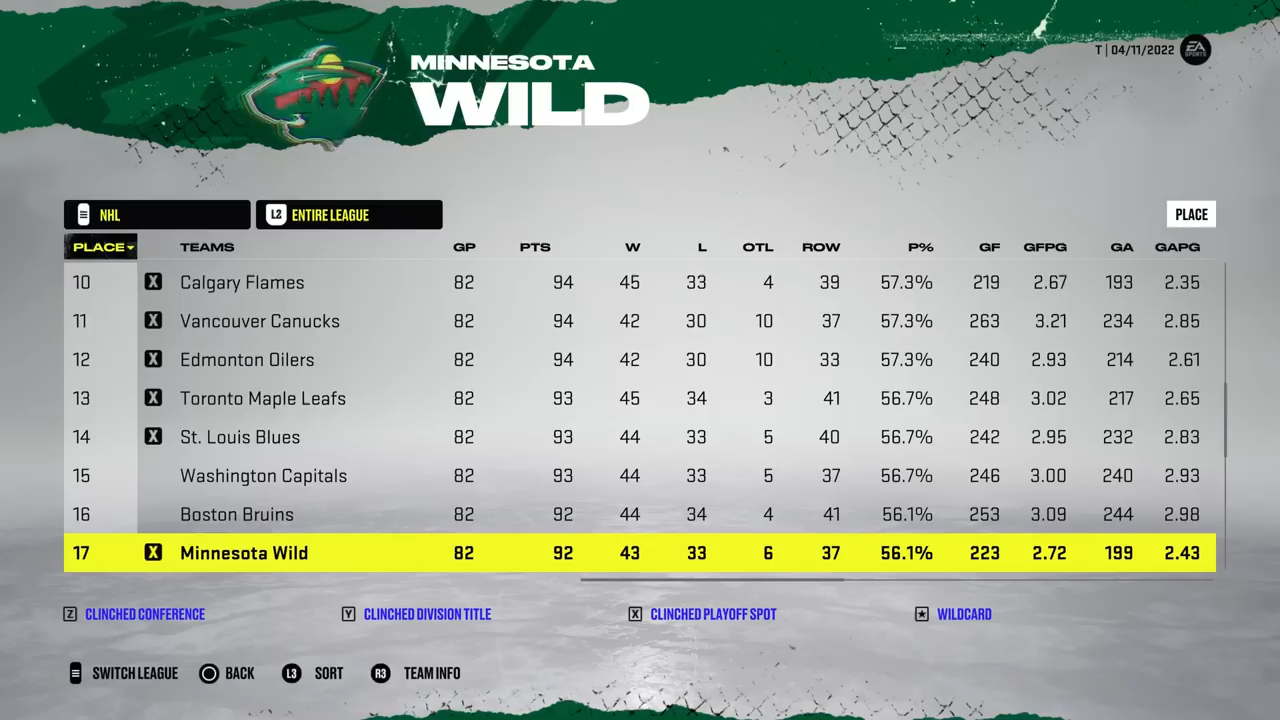 MINNESOTA
WILD
T | 04/11/2022
EA SPORTS
NHL
L2 ENTIRE LEAGUE
PLACE
PLACE TEAMS GP PTS W L OTL ROW P% GF GFPG GA GAPG
10 X Calgary Flames 82 94 45 33 4 39 57.3% 219 2.67 193 2.35
11 X Vancouver Canucks 82 94 42 30 10 37 57.3% 263 3.21 234 2.85
12 X Edmonton Oilers 82 94 42 30 10 33 57.3% 240 2.93 214 2.61
13 X Toronto Maple Leafs 82 93 45 34 3 41 56.7% 248 3.02 217 2.65
14 X St. Louis Blues 82 93 44 33 5 40 56.7% 242 2.95 232 2.83
15 Washington Capitals 82 93 44 33 5 37 56.7% 246 3.00 240 2.93
16 Boston Bruins 82 92 44 34 4 41 56.1% 253 3.09 244 2.98
17 X Minnesota Wild 82 92 43 33 6 37 56.1% 223 2.72 199 2.43
Z CLINCHED CONFERENCE Y CLINCHED DIVISION TITLE X CLINCHED PLAYOFF SPOT WILDCARD
SWITCH LEAGUE BACK L3 SORT R3 TEAM INFO